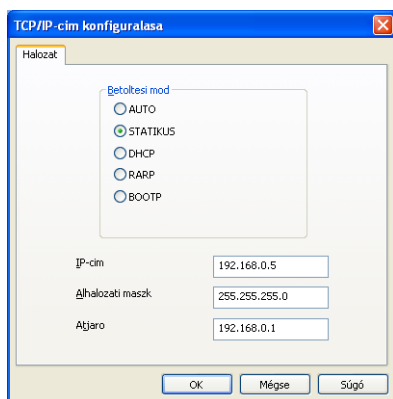 TCP/IP-cím konfiguralasa
Halozat
Betoltesi mod
AUTO
STATIKUS
DHCP
RARP
BOOTP
IP-cim 192.168.0.5
Alhalozati maszk 255.255.255.0
Atjaro 192.168.0.1
OK Mégse Súgó